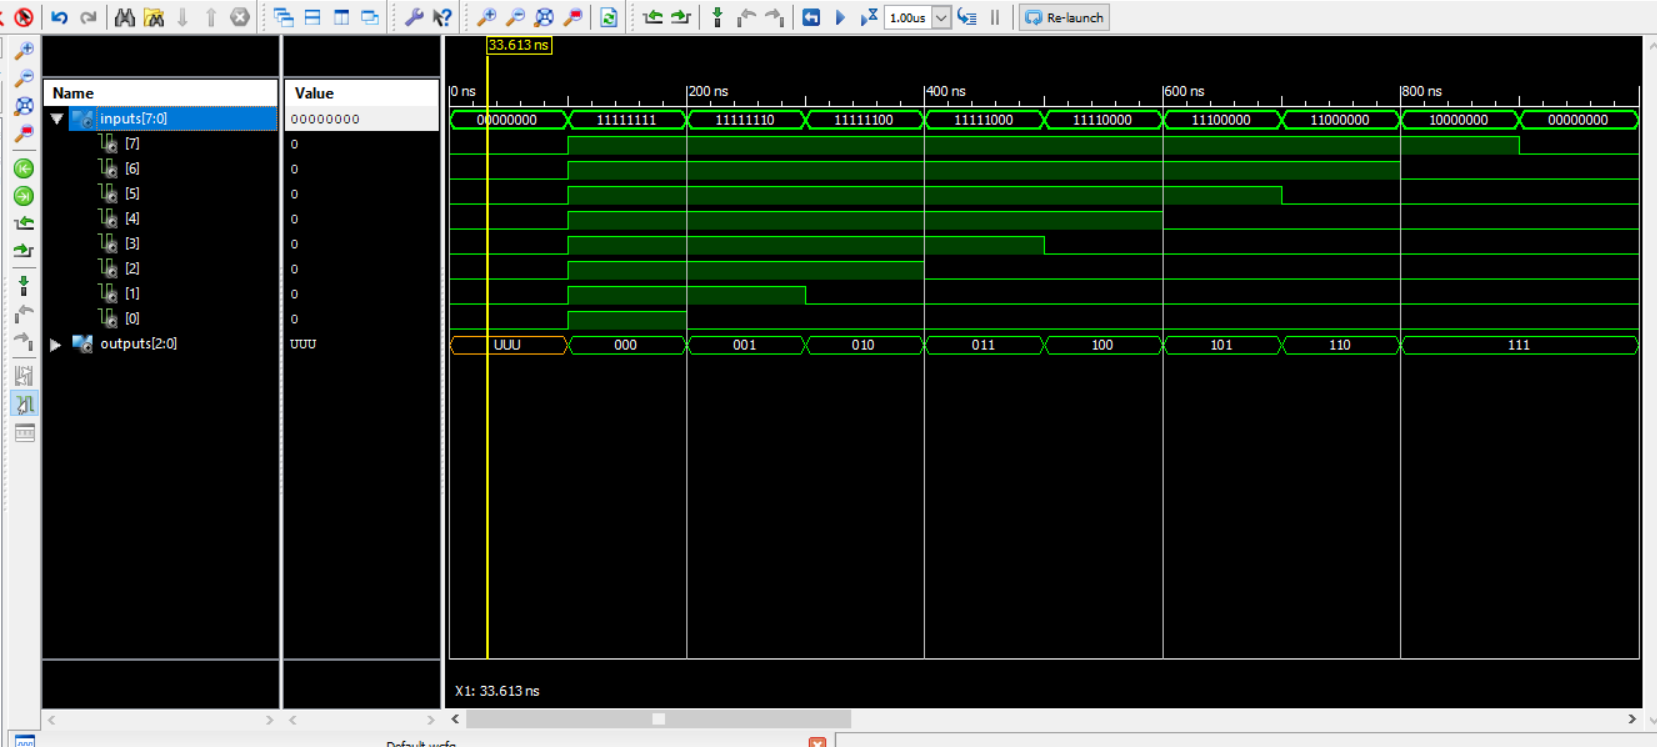 1.00us
Re-launch
33.613 ns
Name
Value
0 ns
200 ns
400 ns
600 ns
800 ns
inputs[7:0]
00000000
00000000
11111111
11111110
11111100
11111000
11110000
11100000
11000000
10000000
00000000
[7]
0
[6]
0
[5]
0
[4]
0
[3]
0
[2]
0
[1]
0
[0]
0
outputs[2:0]
UUU
UUU
000
001
010
011
100
101
110
111
X1: 33.613 ns
Default.wcfg